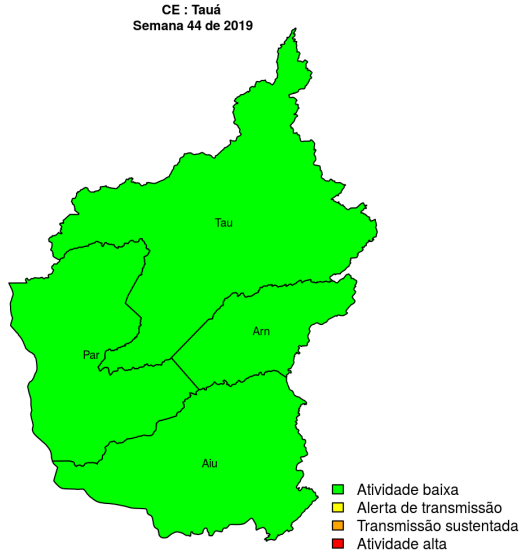 CE : Tauá
Semana 44 de 2019
Tau
Arn
Par
Aiu
Atividade baixa
Alerta de transmissão
Transmissão sustentada
Atividade alta